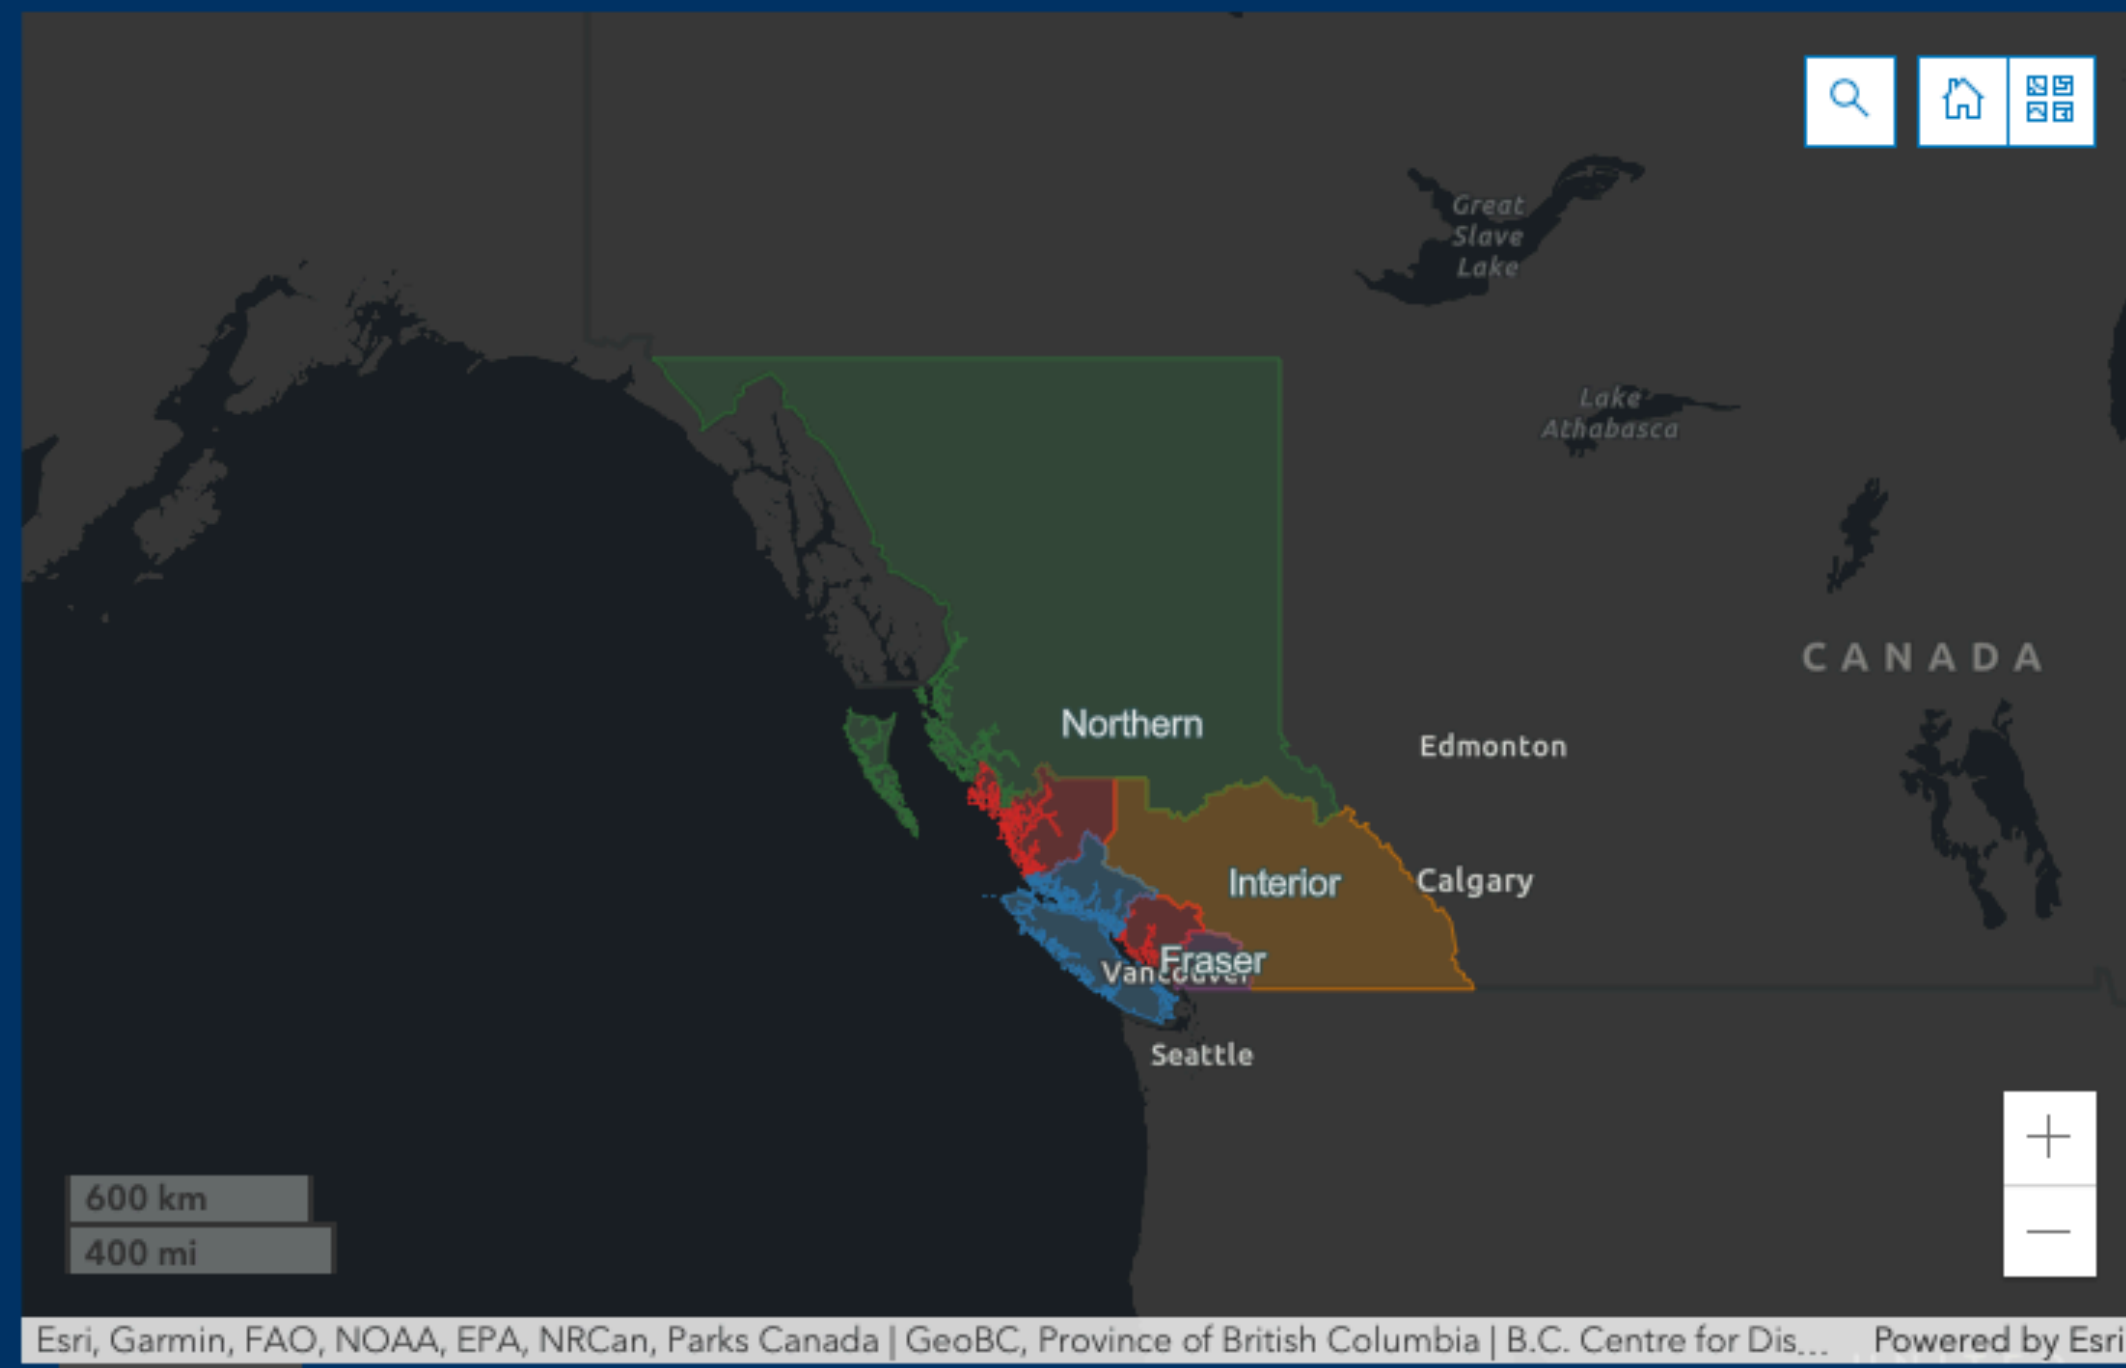 Great
Slave
Lake
Lake
Athabasca
CANADA
Northern
Edmonton
Interior
Calgary
Fraser
Vancouver
Seattle
600 km
400 mi
Esri, Garmin, FAO, NOAA, EPA, NRCan, Parks Canada | GeoBC, Province of British Columbia | B.C. Centre for Dis... Powered by Esri